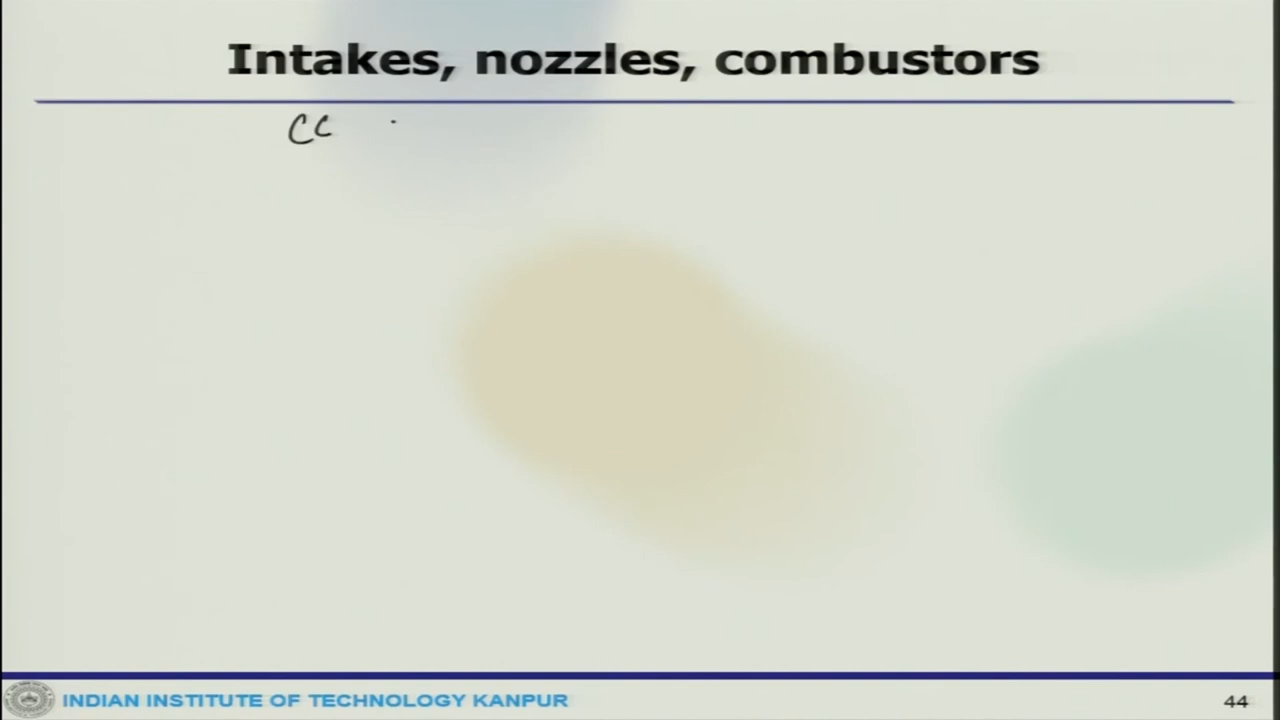 Intakes, nozzles, combustors
CC
INDIAN INSTITUTE OF TECHNOLOGY KANPUR
44